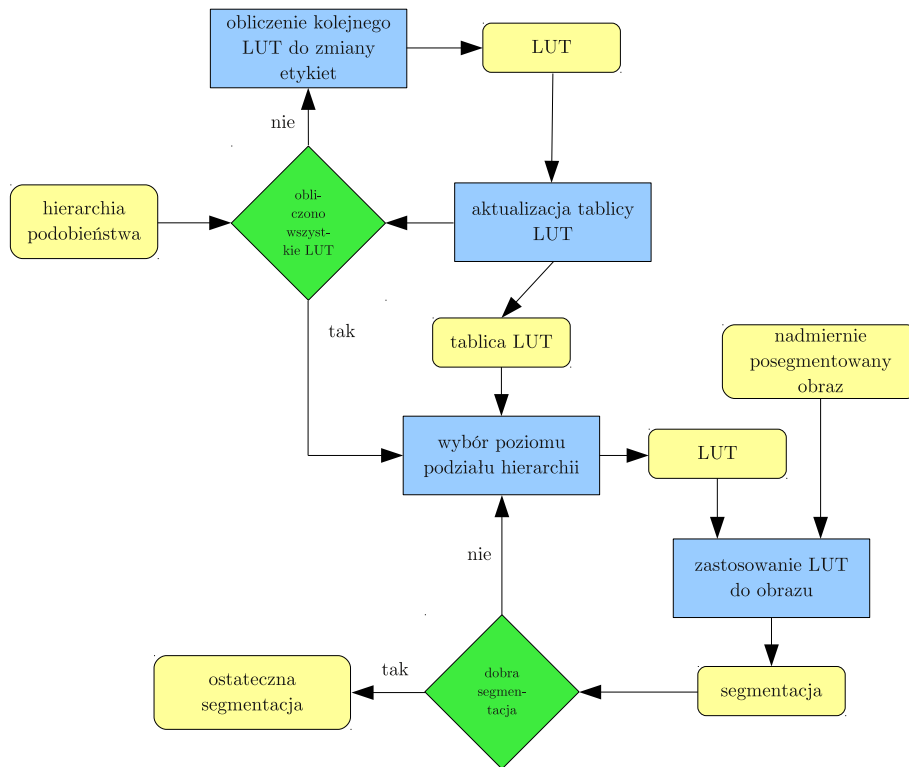 obliczenie kolejnego
LUT do zmiany
etykiet
LUT
nie
hierarchia
podobieństwa
obli-
czono
wszyst-
kie LUT
aktualizacja tablicy
LUT
tak
tablica LUT
nadmiernie
posegmentowany
obraz
wybór poziomu
podziału hierarchii
LUT
nie
zastosowanie LUT
do obrazu
ostateczna
segmentacja
tak
dobra
segmen-
tacja
segmentacja